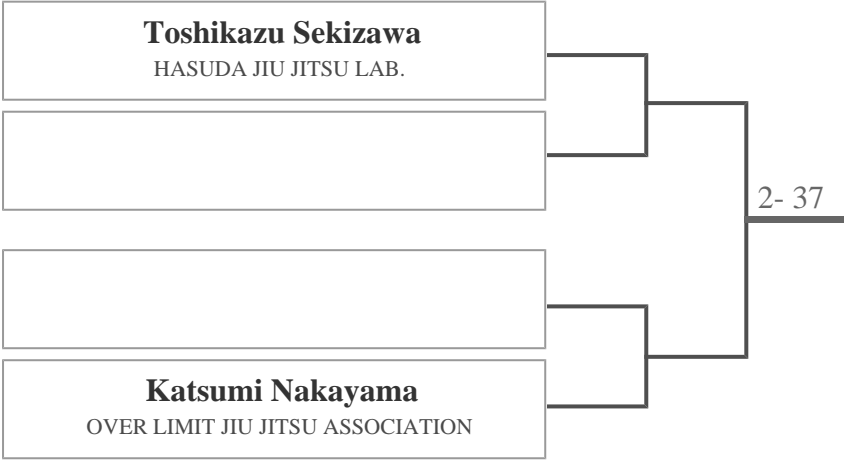 Toshikazu Sekizawa
HASUDA JIU JITSU LAB.
2- 37
Katsumi Nakayama
OVER LIMIT JIU JITSU ASSOCIATION